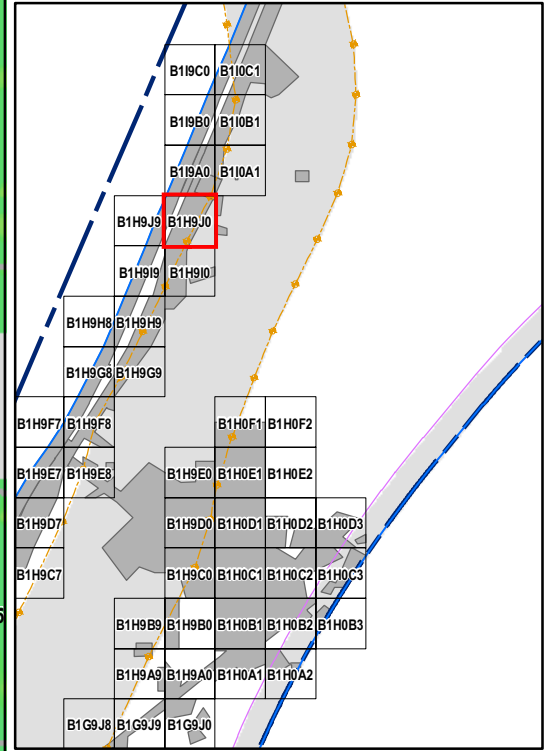 B1I9C0 B1I0C1
B1I9B0 B1I0B1
B1I9A0 B1I0A1
B1H9J9 B1H9J0
B1H9I9 B1H9I0
B1H9H8 B1H9H9
B1H9G8 B1H9G9
B1H9F7 B1H9F8 B1H0F1 B1H0F2
B1H9E7 B1H9E8 B1H9E0 B1H0E1 B1H0E2
B1H9D7 B1H9D0 B1H0D1 B1H0D2 B1H0D3
B1H9C7 B1H9C0 B1H0C1 B1H0C2 B1H0C3
B1H9B9 B1H9B0 B1H0B1 B1H0B2 B1H0B3
B1H9A9 B1H9A0 B1H0A1 B1H0A2
B1G9J8 B1G9J9 B1G9J0